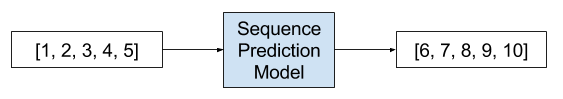 [1, 2, 3, 4, 5]
Sequence
Prediction
Model
[6, 7, 8, 9, 10]